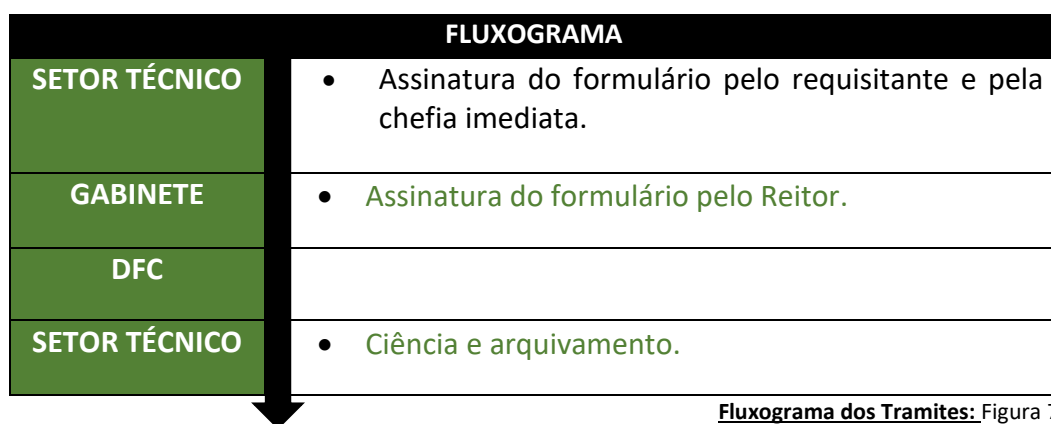 FLUXOGRAMA
SETOR TÉCNICO
• Assinatura do formulário pelo requisitante e pela
chefia imediata.
GABINETE
• Assinatura do formulário pelo Reitor.
DFC
SETOR TÉCNICO
• Ciência e arquivamento.
Fluxograma dos Tramites: Figura 7